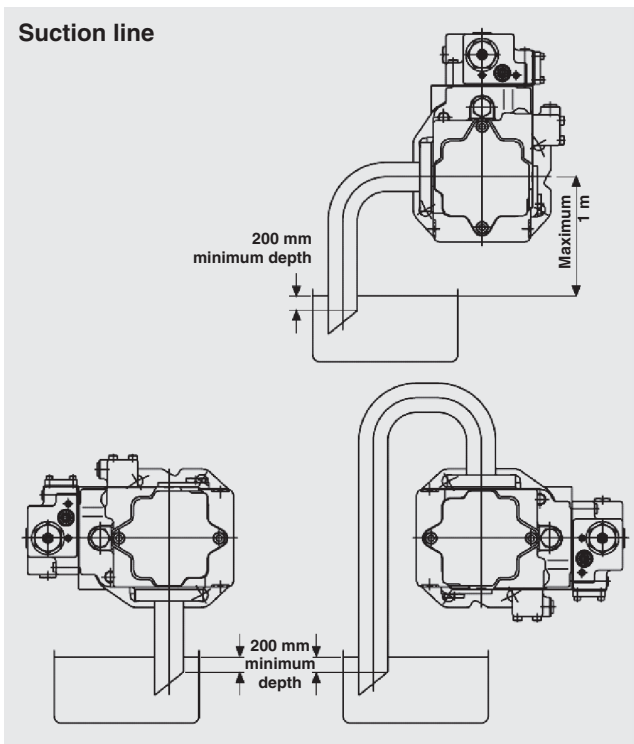 Suction line
200 mm
minimum depth
Maximum
1 m
200 mm
minimum
depth